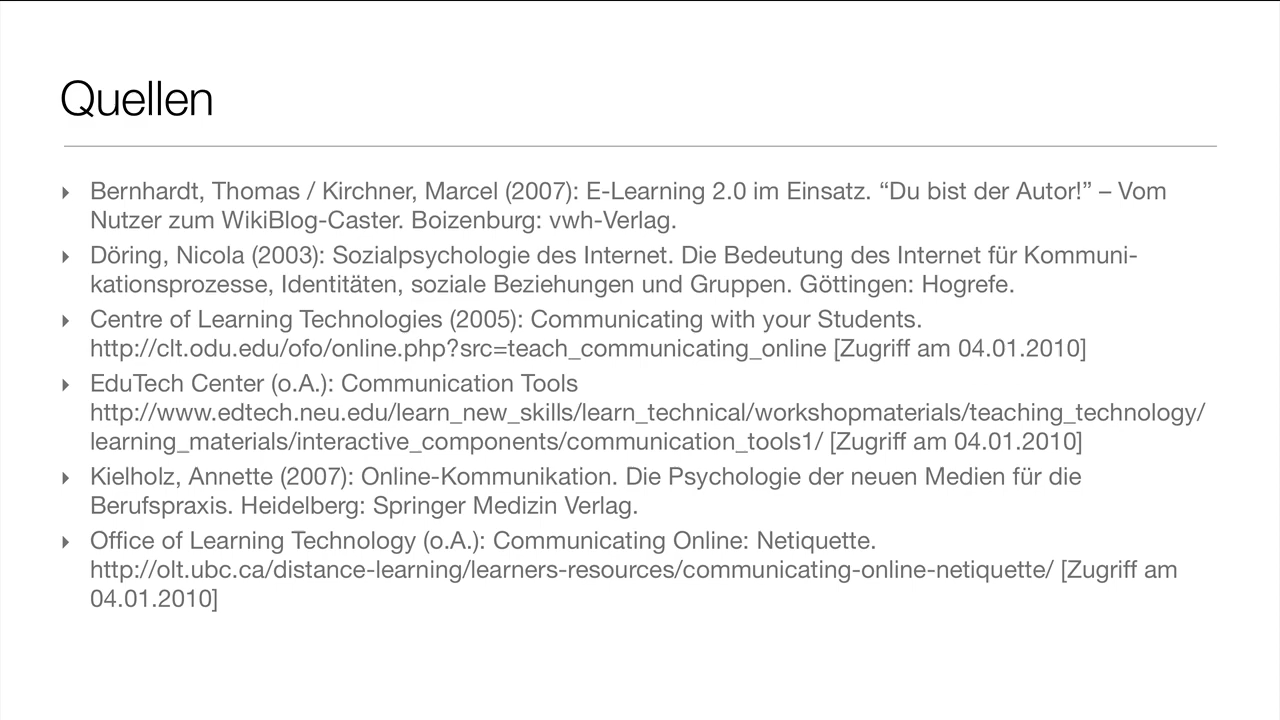 Quellen
Bernhardt, Thomas / Kirchner, Marcel (2007): E-Learning 2.0 im Einsatz. “Du bist der Autor!” – Vom
Nutzer zum WikiBlog-Caster. Boizenburg: vwh-Verlag.
Döring, Nicola (2003): Sozialpsychologie des Internet. Die Bedeutung des Internet für Kommuni-
kationsprozesse, Identitäten, soziale Beziehungen und Gruppen. Göttingen: Hogrefe.
Centre of Learning Technologies (2005): Communicating with your Students.
http://clt.odu.edu/ofo/online.php?src=teach_communicating_online [Zugriff am 04.01.2010]
EduTech Center (o.A.): Communication Tools
http://www.edtech.neu.edu/learn_new_skills/learn_technical/workshopmaterials/teaching_technology/
learning_materials/interactive_components/communication_tools1/ [Zugriff am 04.01.2010]
Kielholz, Annette (2007): Online-Kommunikation. Die Psychologie der neuen Medien für die
Berufspraxis. Heidelberg: Springer Medizin Verlag.
Office of Learning Technology (o.A.): Communicating Online: Netiquette.
http://olt.ubc.ca/distance-learning/learners-resources/communicating-online-netiquette/ [Zugriff am
04.01.2010]